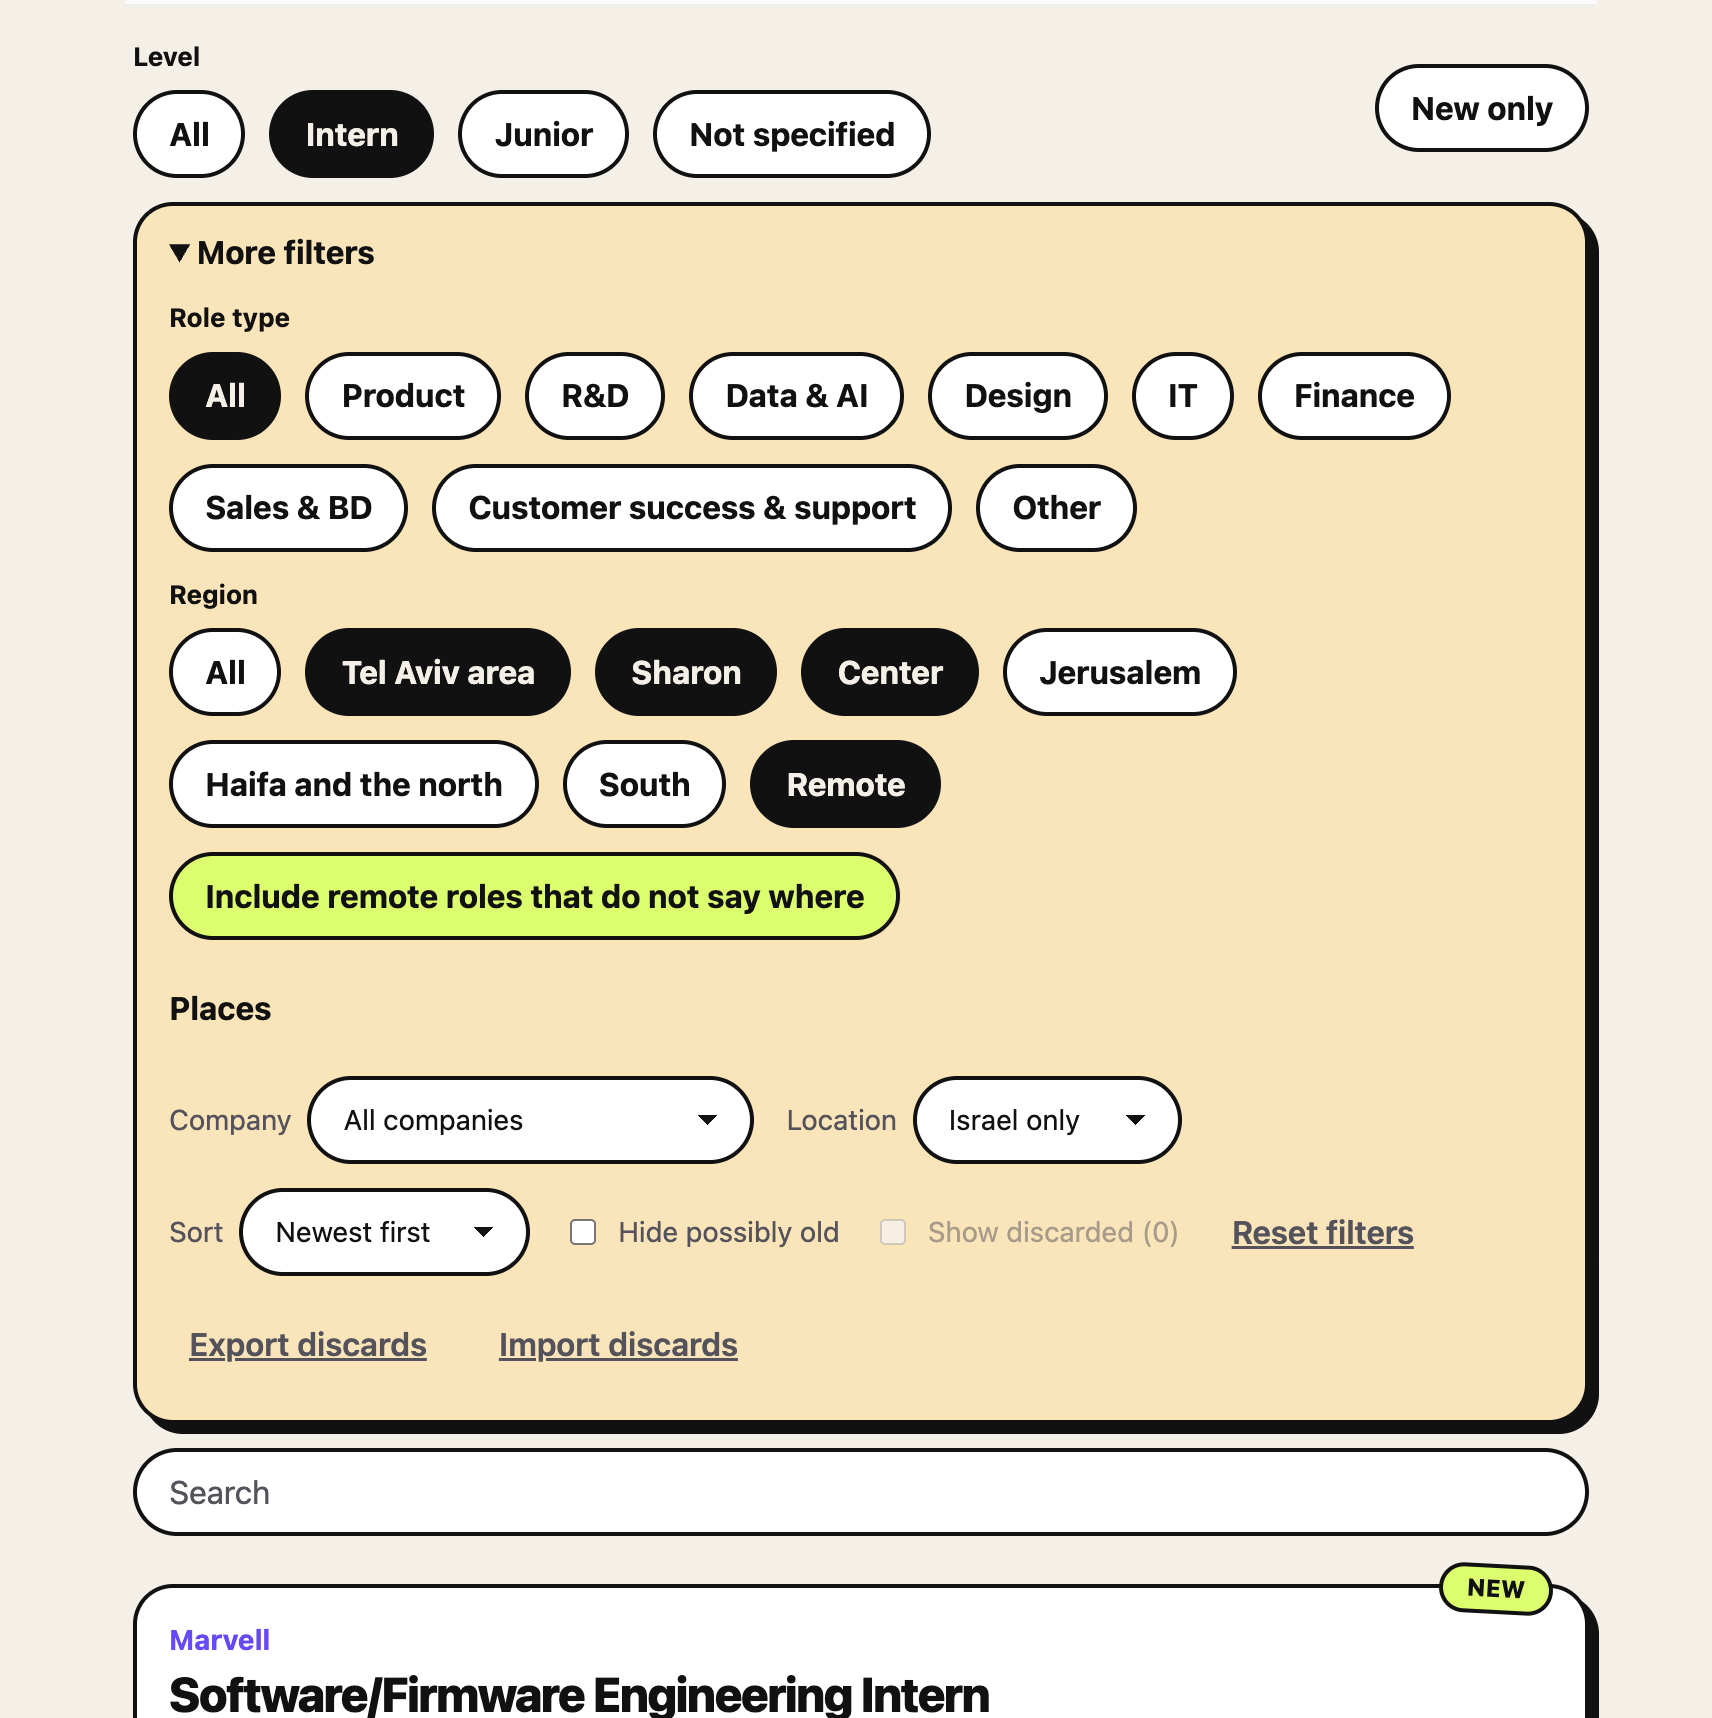 Level
All Intern Junior Not specified New only
▼ More filters
Role type
All Product R&D Data & AI Design IT Finance
Sales & BD Customer success & support Other
Region
All Tel Aviv area Sharon Center Jerusalem
Haifa and the north South Remote
Include remote roles that do not say where
Places
Company All companies Location Israel only
Sort Newest first Hide possibly old Show discarded (0) Reset filters
Export discards Import discards
Search
NEW
Marvell
Software/Firmware Engineering Intern